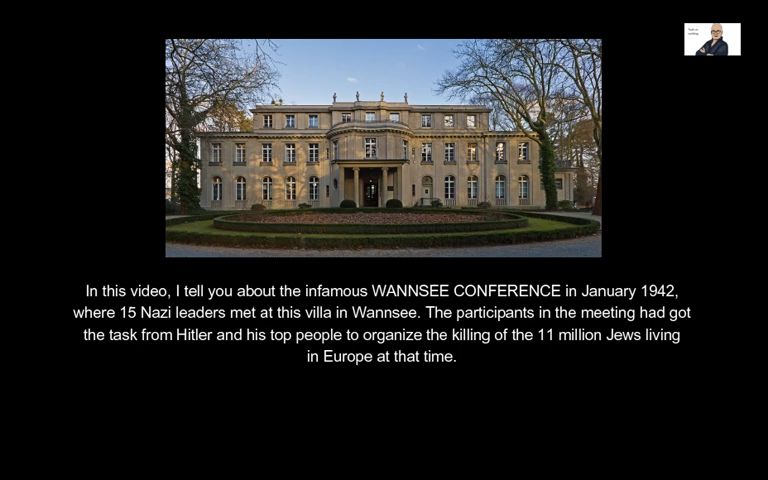 In this video, I tell you about the infamous WANNSEE CONFERENCE in January 1942,
where 15 Nazi leaders met at this villa in Wannsee. The participants in the meeting had got
the task from Hitler and his top people to organize the killing of the 11 million Jews living
in Europe at that time.